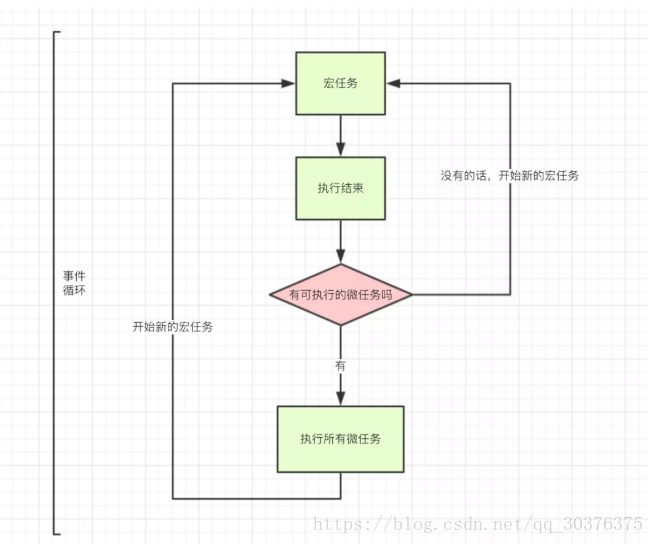 宏任务
执行结束
没有的话，开始新的宏任务
有可执行的微任务吗
事件
循环
开始新的宏任务
有
执行所有微任务
https://blog.csdn.net/qq_30376375